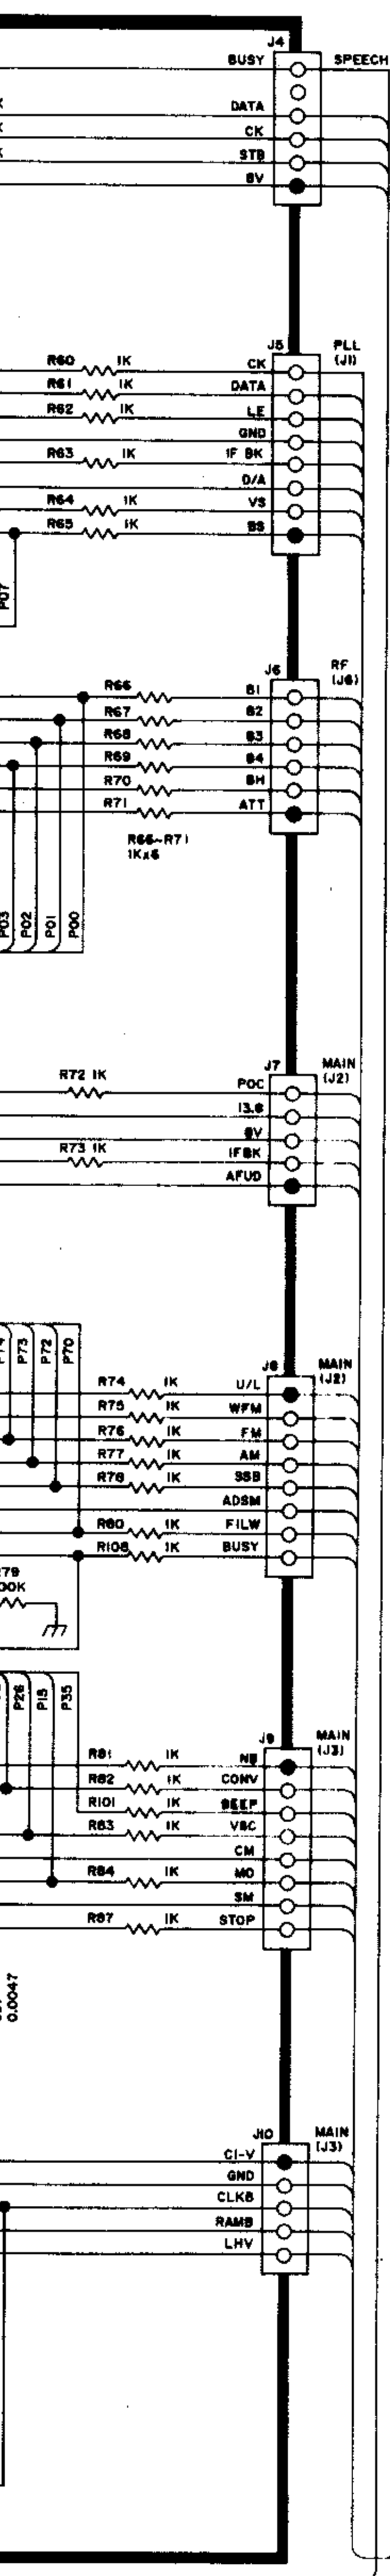 J4
BUSY SPEECH
DATA
CK
STB
8V
J5 PLL (J1)
R60 1K CK
R61 1K DATA
R62 1K LE
GND
R63 1K IF BK
D/A
R64 1K VS
R65 1K BS
P07
J6 RF (J6)
R66 B1
R67 B2
R68 B3
R69 B4
R70 BH
R71 ATT
R66~R71
1Kx6
P03 P02 P01 P00
J7 MAIN (J2)
R72 1K POC
13.8
8V
R73 1K IFBK
AFUD
P74 P73 P72 P70
J8 MAIN (J2)
R74 1K U/L
R75 1K WFM
R76 1K FM
R77 1K AM
R78 1K SSB
ADSM
R80 1K FILW
R108 1K BUSY
P26 P15 P35
J9 MAIN (J3)
R81 1K NB
R82 1K CONV
R101 1K BEEP
R83 1K VSC
CM
R84 1K MO
SM
R87 1K STOP
0.0047
J10 MAIN (J3)
CI-V
GND
CLKB
RAMB
LHV